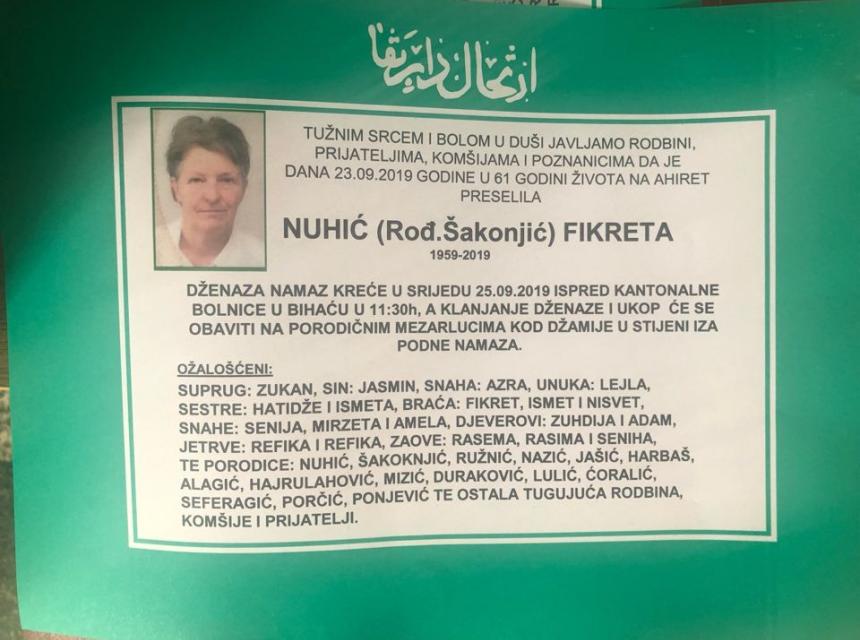 ارتحال دار بقا
TUŽNIM SRCEM I BOLOM U DUŠI JAVLJAMO RODBINI,
PRIJATELJIMA, KOMŠIJAMA I POZNANICIMA DA JE
DANA 23.09.2019 GODINE U 61 GODINI ŽIVOTA NA AHIRET
PRESELILA
NUHIĆ (Rođ.Šakonjić) FIKRETA
1959-2019
DŽENAZA NAMAZ KREĆE U SRIJEDU 25.09.2019 ISPRED KANTONALNE
BOLNICE U BIHAĆU U 11:30h, A KLANJANJE DŽENAZE I UKOP ĆE SE
OBAVITI NA PORODIČNIM MEZARLUCIMA KOD DŽAMIJE U STIJENI IZA
PODNE NAMAZA.
OŽALOŠĆENI:
SUPRUG: ZUKAN, SIN: JASMIN, SNAHA: AZRA, UNUKA: LEJLA,
SESTRE: HATIDŽE I ISMETA, BRAĆA: FIKRET, ISMET I NISVET,
SNAHE: SENIJA, MIRZETA I AMELA, DJEVEROVI: ZUHDIJA I ADAM,
JETRVE: REFIKA I REFIKA, ZAOVE: RASEMA, RASIMA I SENIHA,
TE PORODICE: NUHIĆ, ŠAKOKNJIĆ, RUŽNIĆ, NAZIĆ, JAŠIĆ, HARBAŠ,
ALAGIĆ, HAJRULAHOVIĆ, MIZIĆ, DURAKOVIĆ, LULIĆ, ĆORALIĆ,
SEFERAGIĆ, PORČIĆ, PONJEVIĆ TE OSTALA TUGUJUĆA RODBINA,
KOMŠIJE I PRIJATELJI.